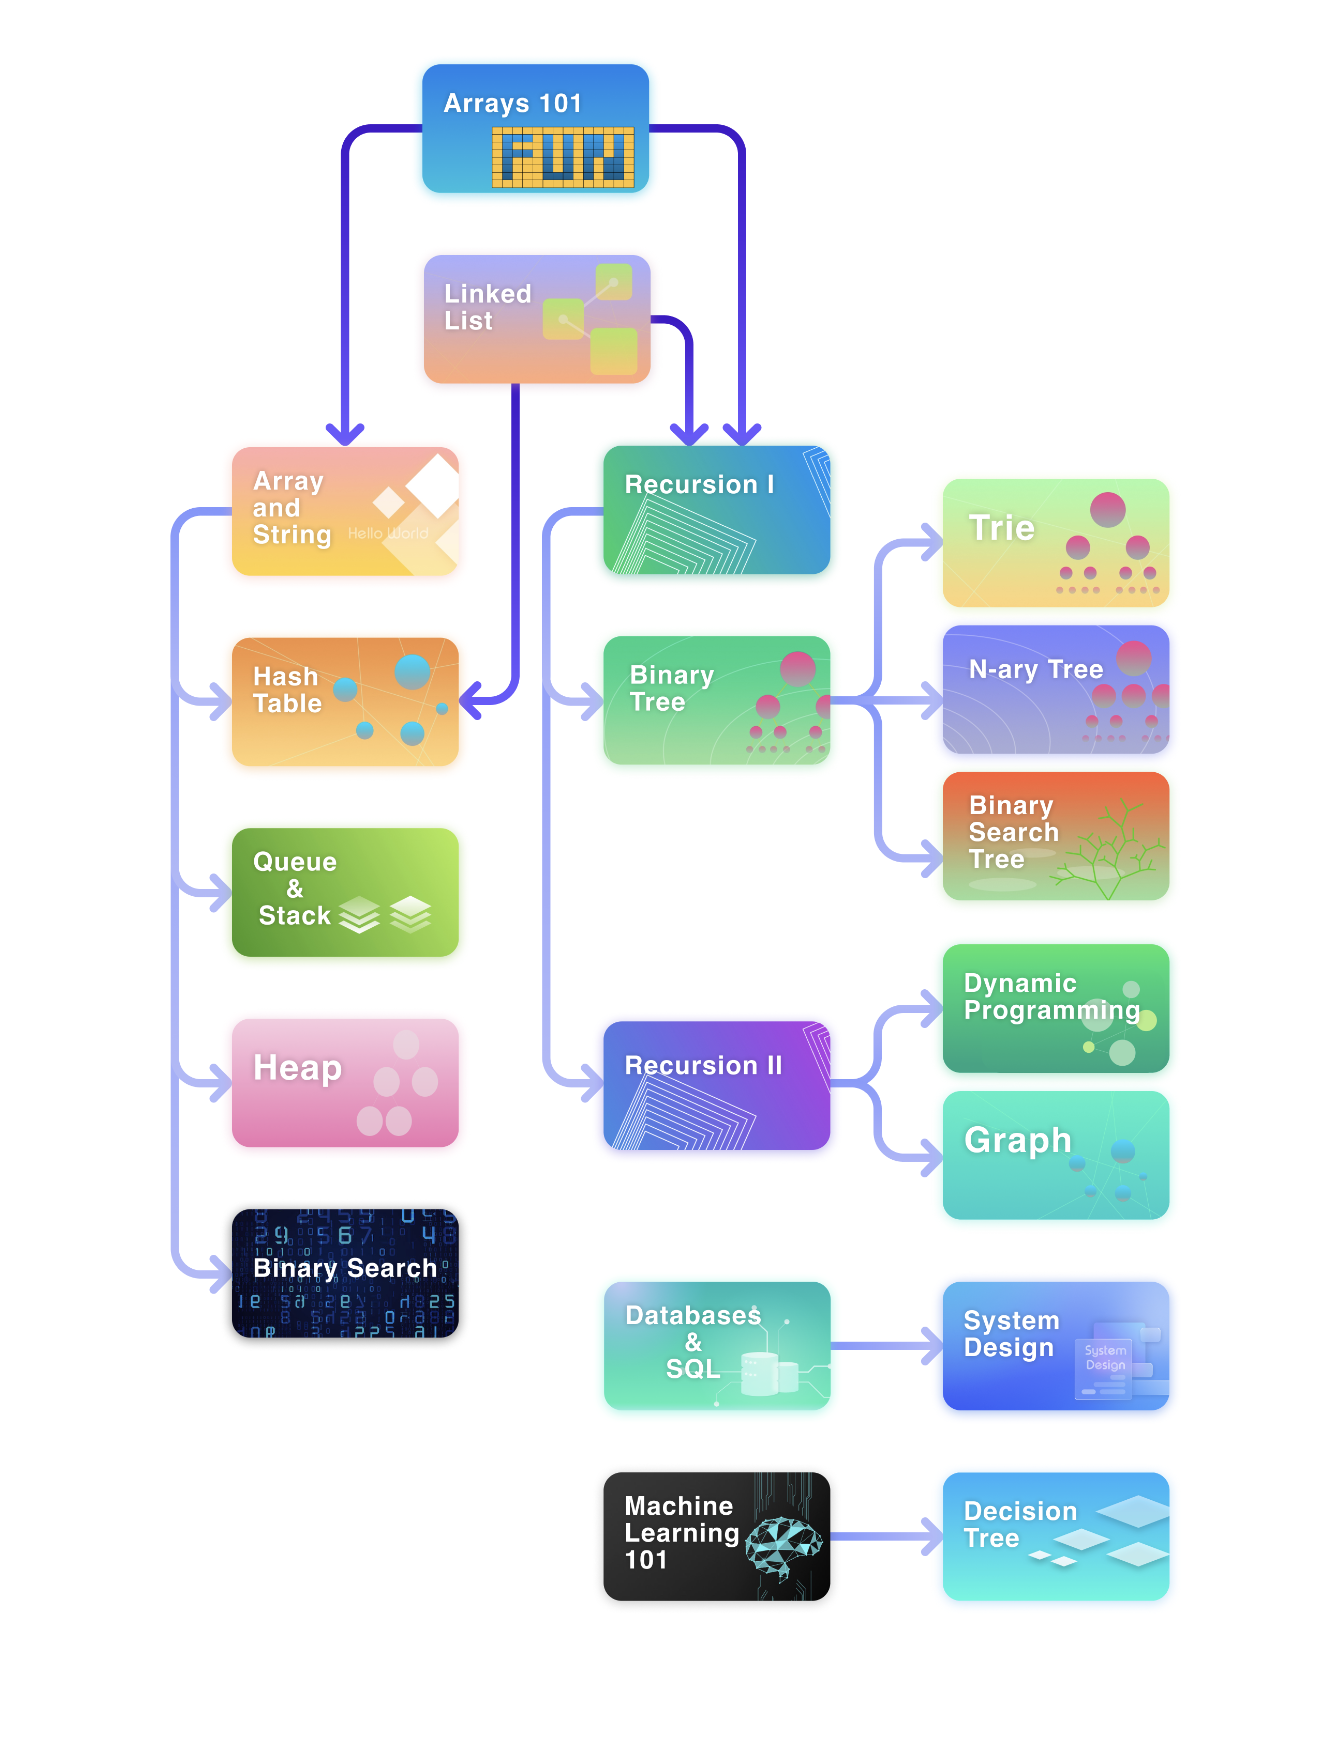 Arrays 101
FUN
Linked
List
Array
and
String
Hello World
Recursion I
Trie
Hash
Table
Binary
Tree
N-ary Tree
Binary
Search
Tree
Queue
&
Stack
Dynamic
Programming
Heap
Recursion II
Graph
Binary Search
Databases
&
SQL
System
Design
System
Design
Machine
Learning
101
Decision
Tree